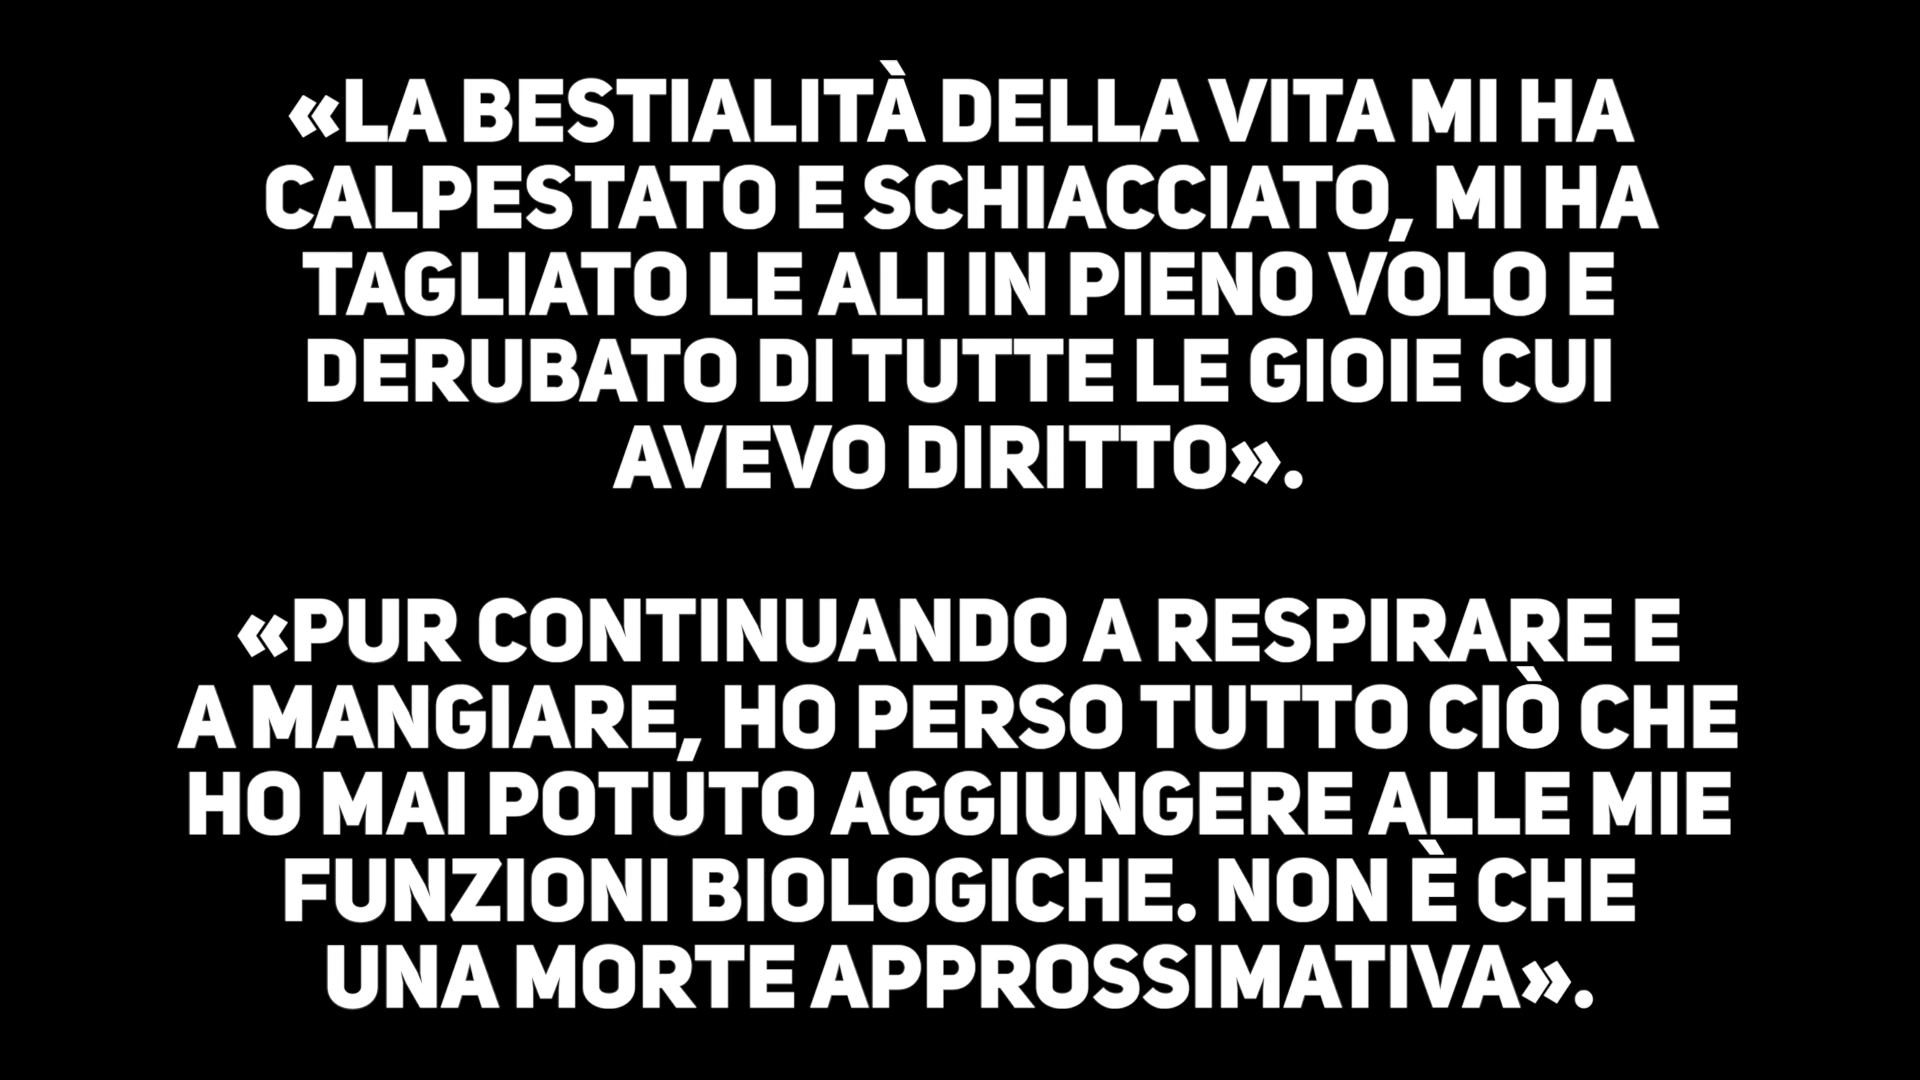 «LA BESTIALITÀ DELLA VITA MI HA
CALPESTATO E SCHIACCIATO, MI HA
TAGLIATO LE ALI IN PIENO VOLO E
DERUBATO DI TUTTE LE GIOIE CUI
AVEVO DIRITTO».
«PUR CONTINUANDO A RESPIRARE E
A MANGIARE, HO PERSO TUTTO CIÒ CHE
HO MAI POTUTO AGGIUNGERE ALLE MIE
FUNZIONI BIOLOGICHE. NON È CHE
UNA MORTE APPROSSIMATIVA».